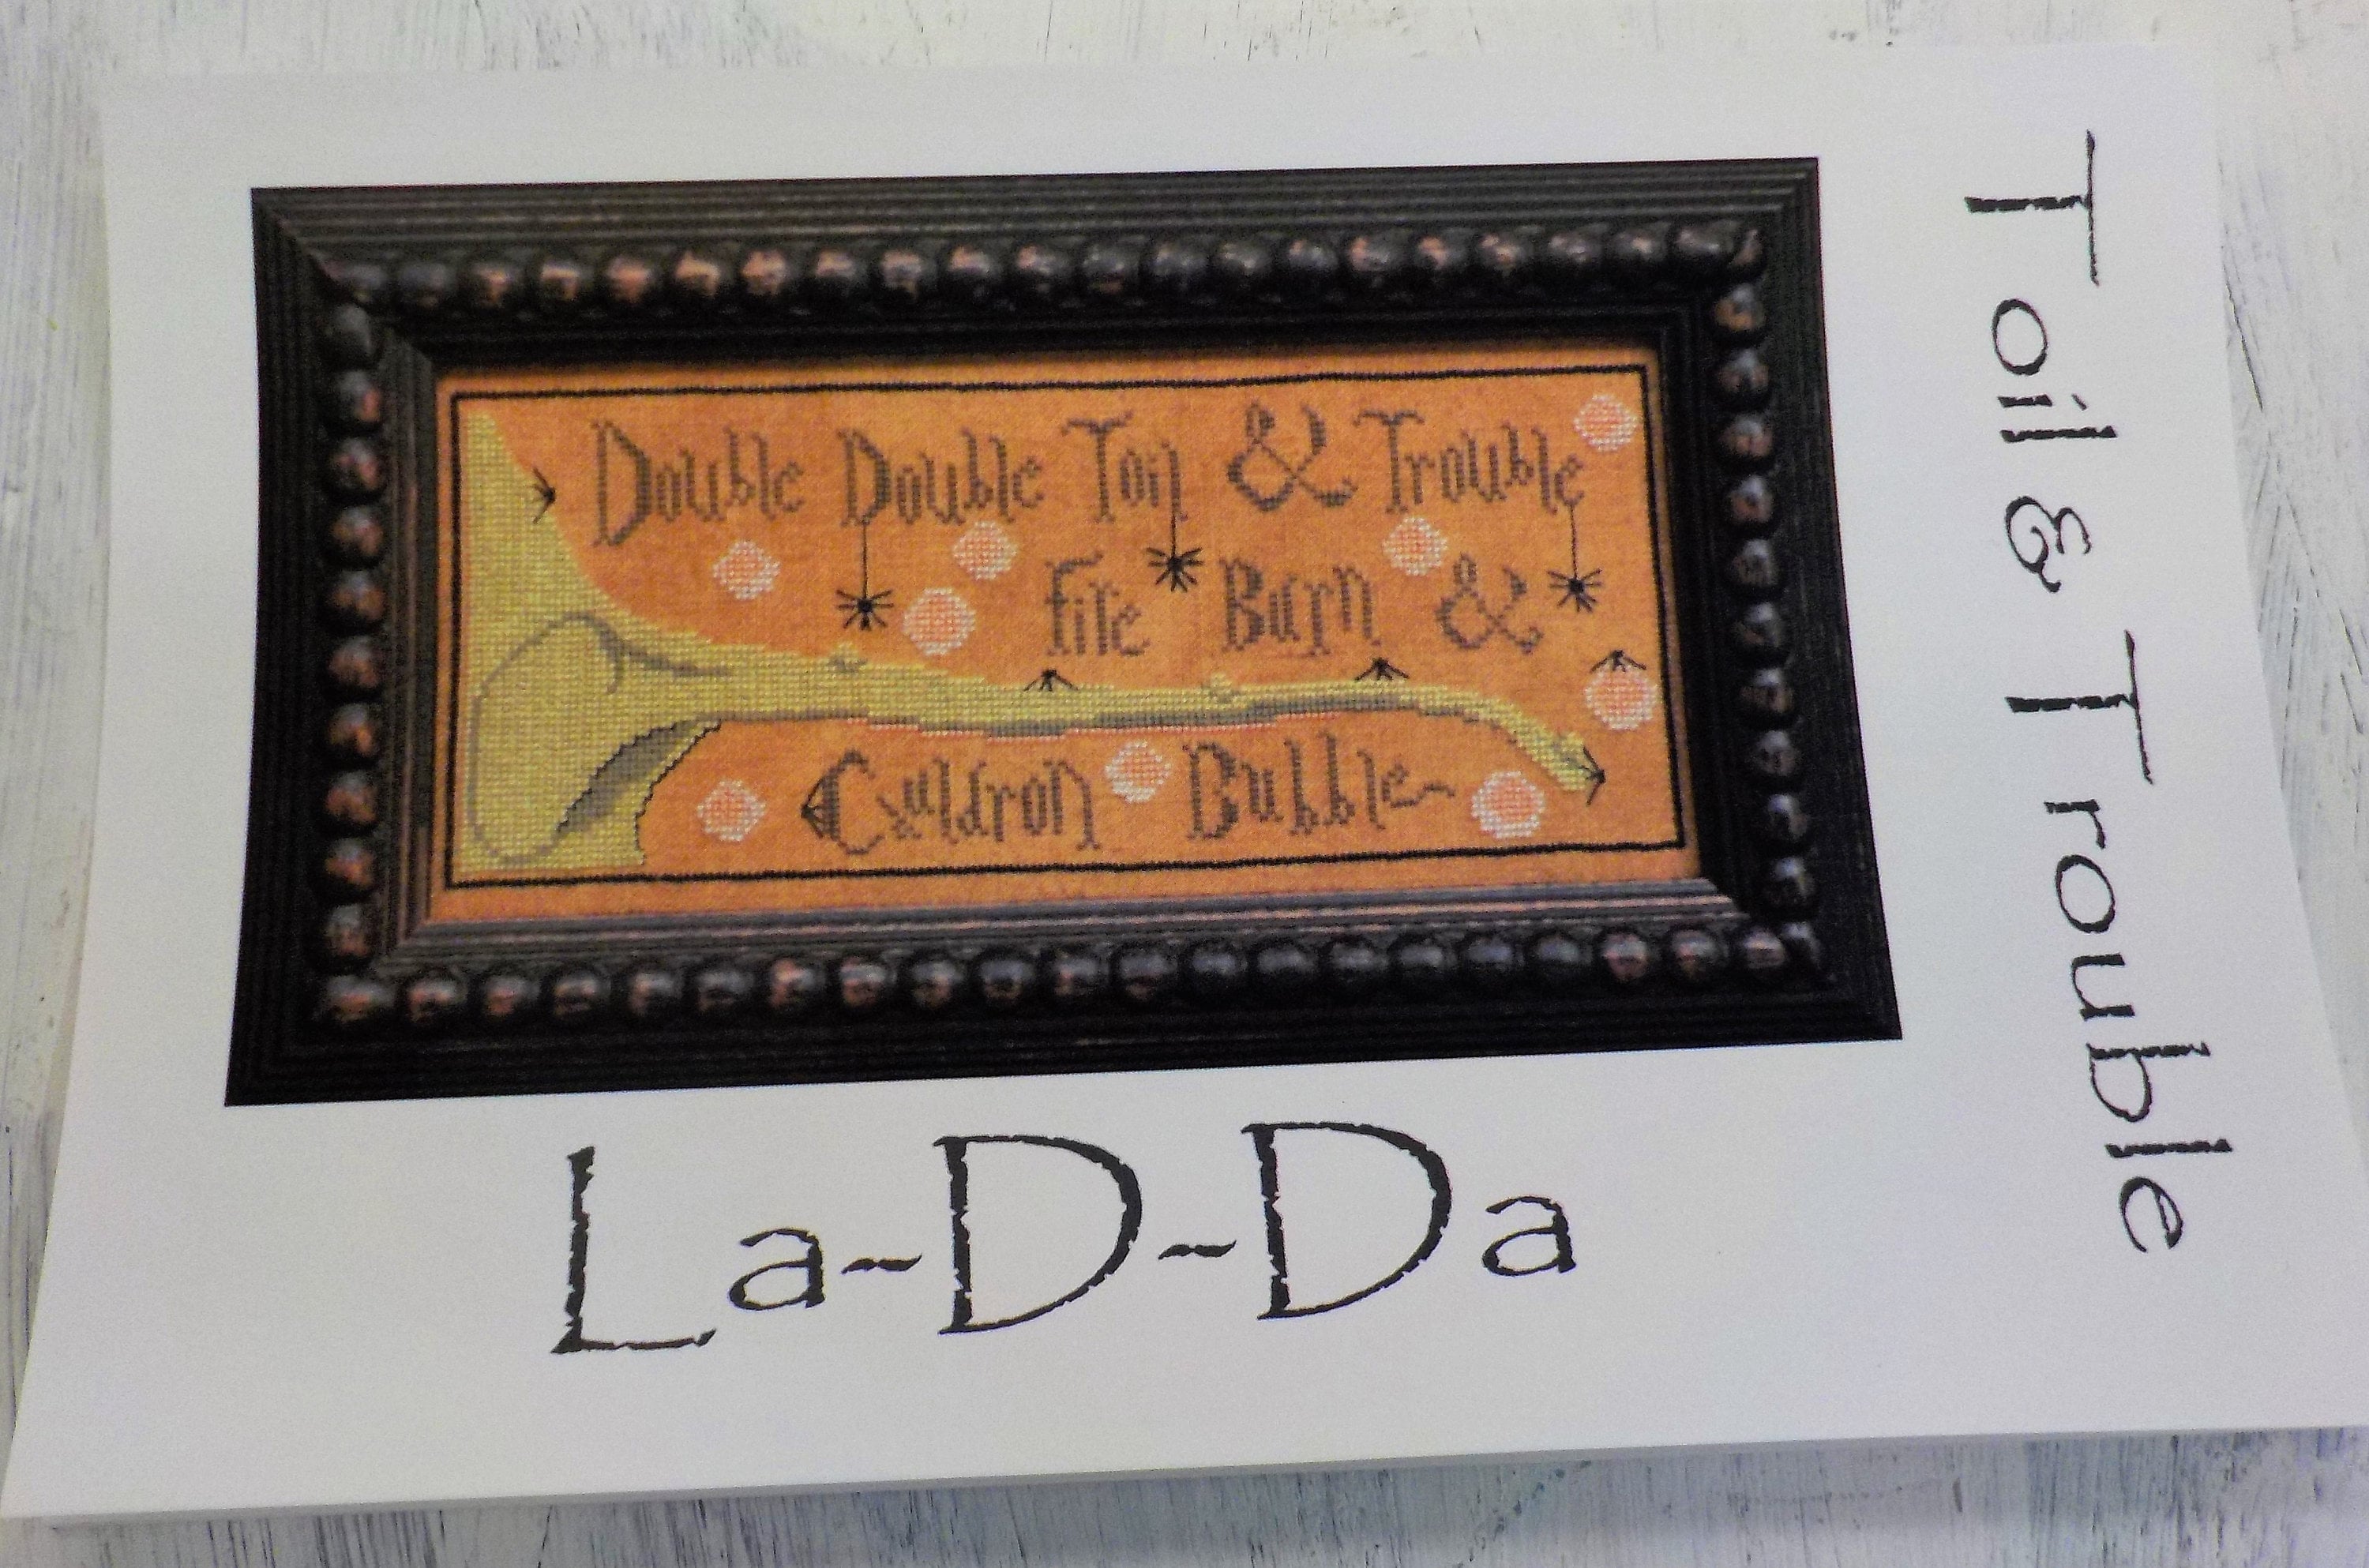 Double Double Toil & Trouble
Fire Burn &
Cauldron Bubble~
La~D~Da
Toil & Trouble